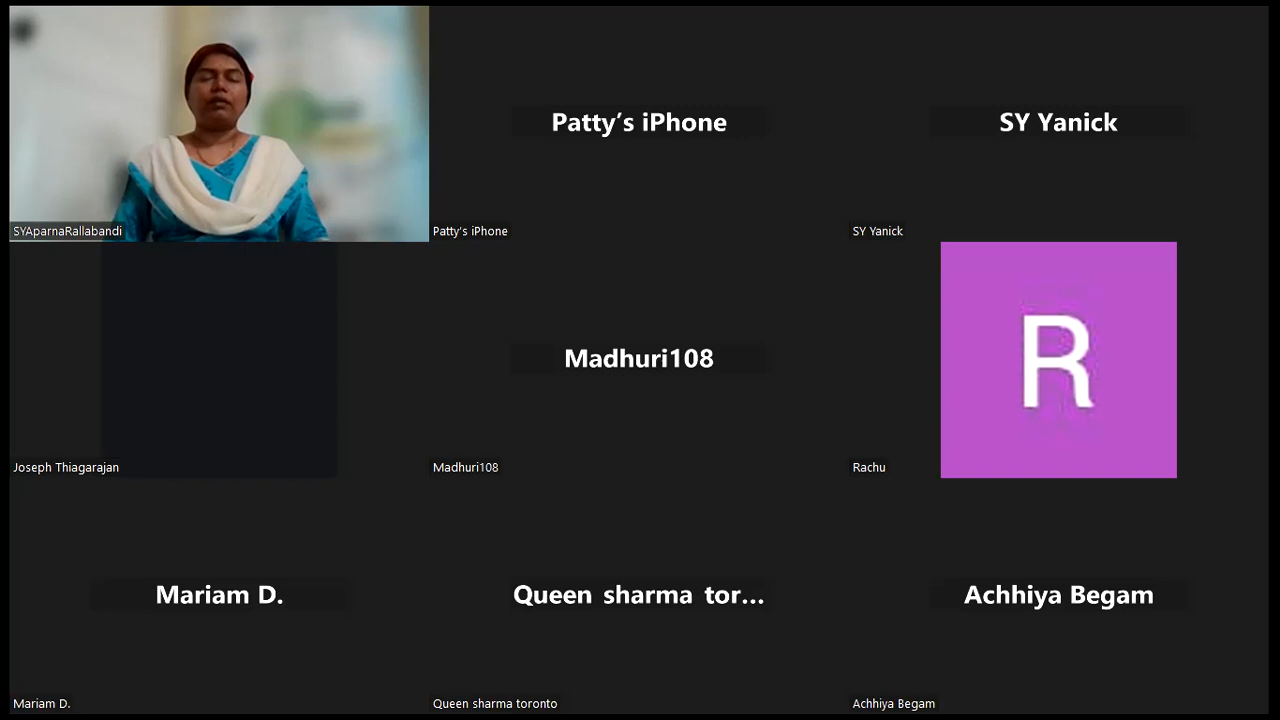 Patty’s iPhone
SY Yanick
SYAparnaRallabandi
Patty's iPhone
SY Yanick
Madhuri108
R
Joseph Thiagarajan
Madhuri108
Rachu
Mariam D.
Queen sharma tor...
Achhiya Begam
Mariam D.
Queen sharma toronto
Achhiya Begam